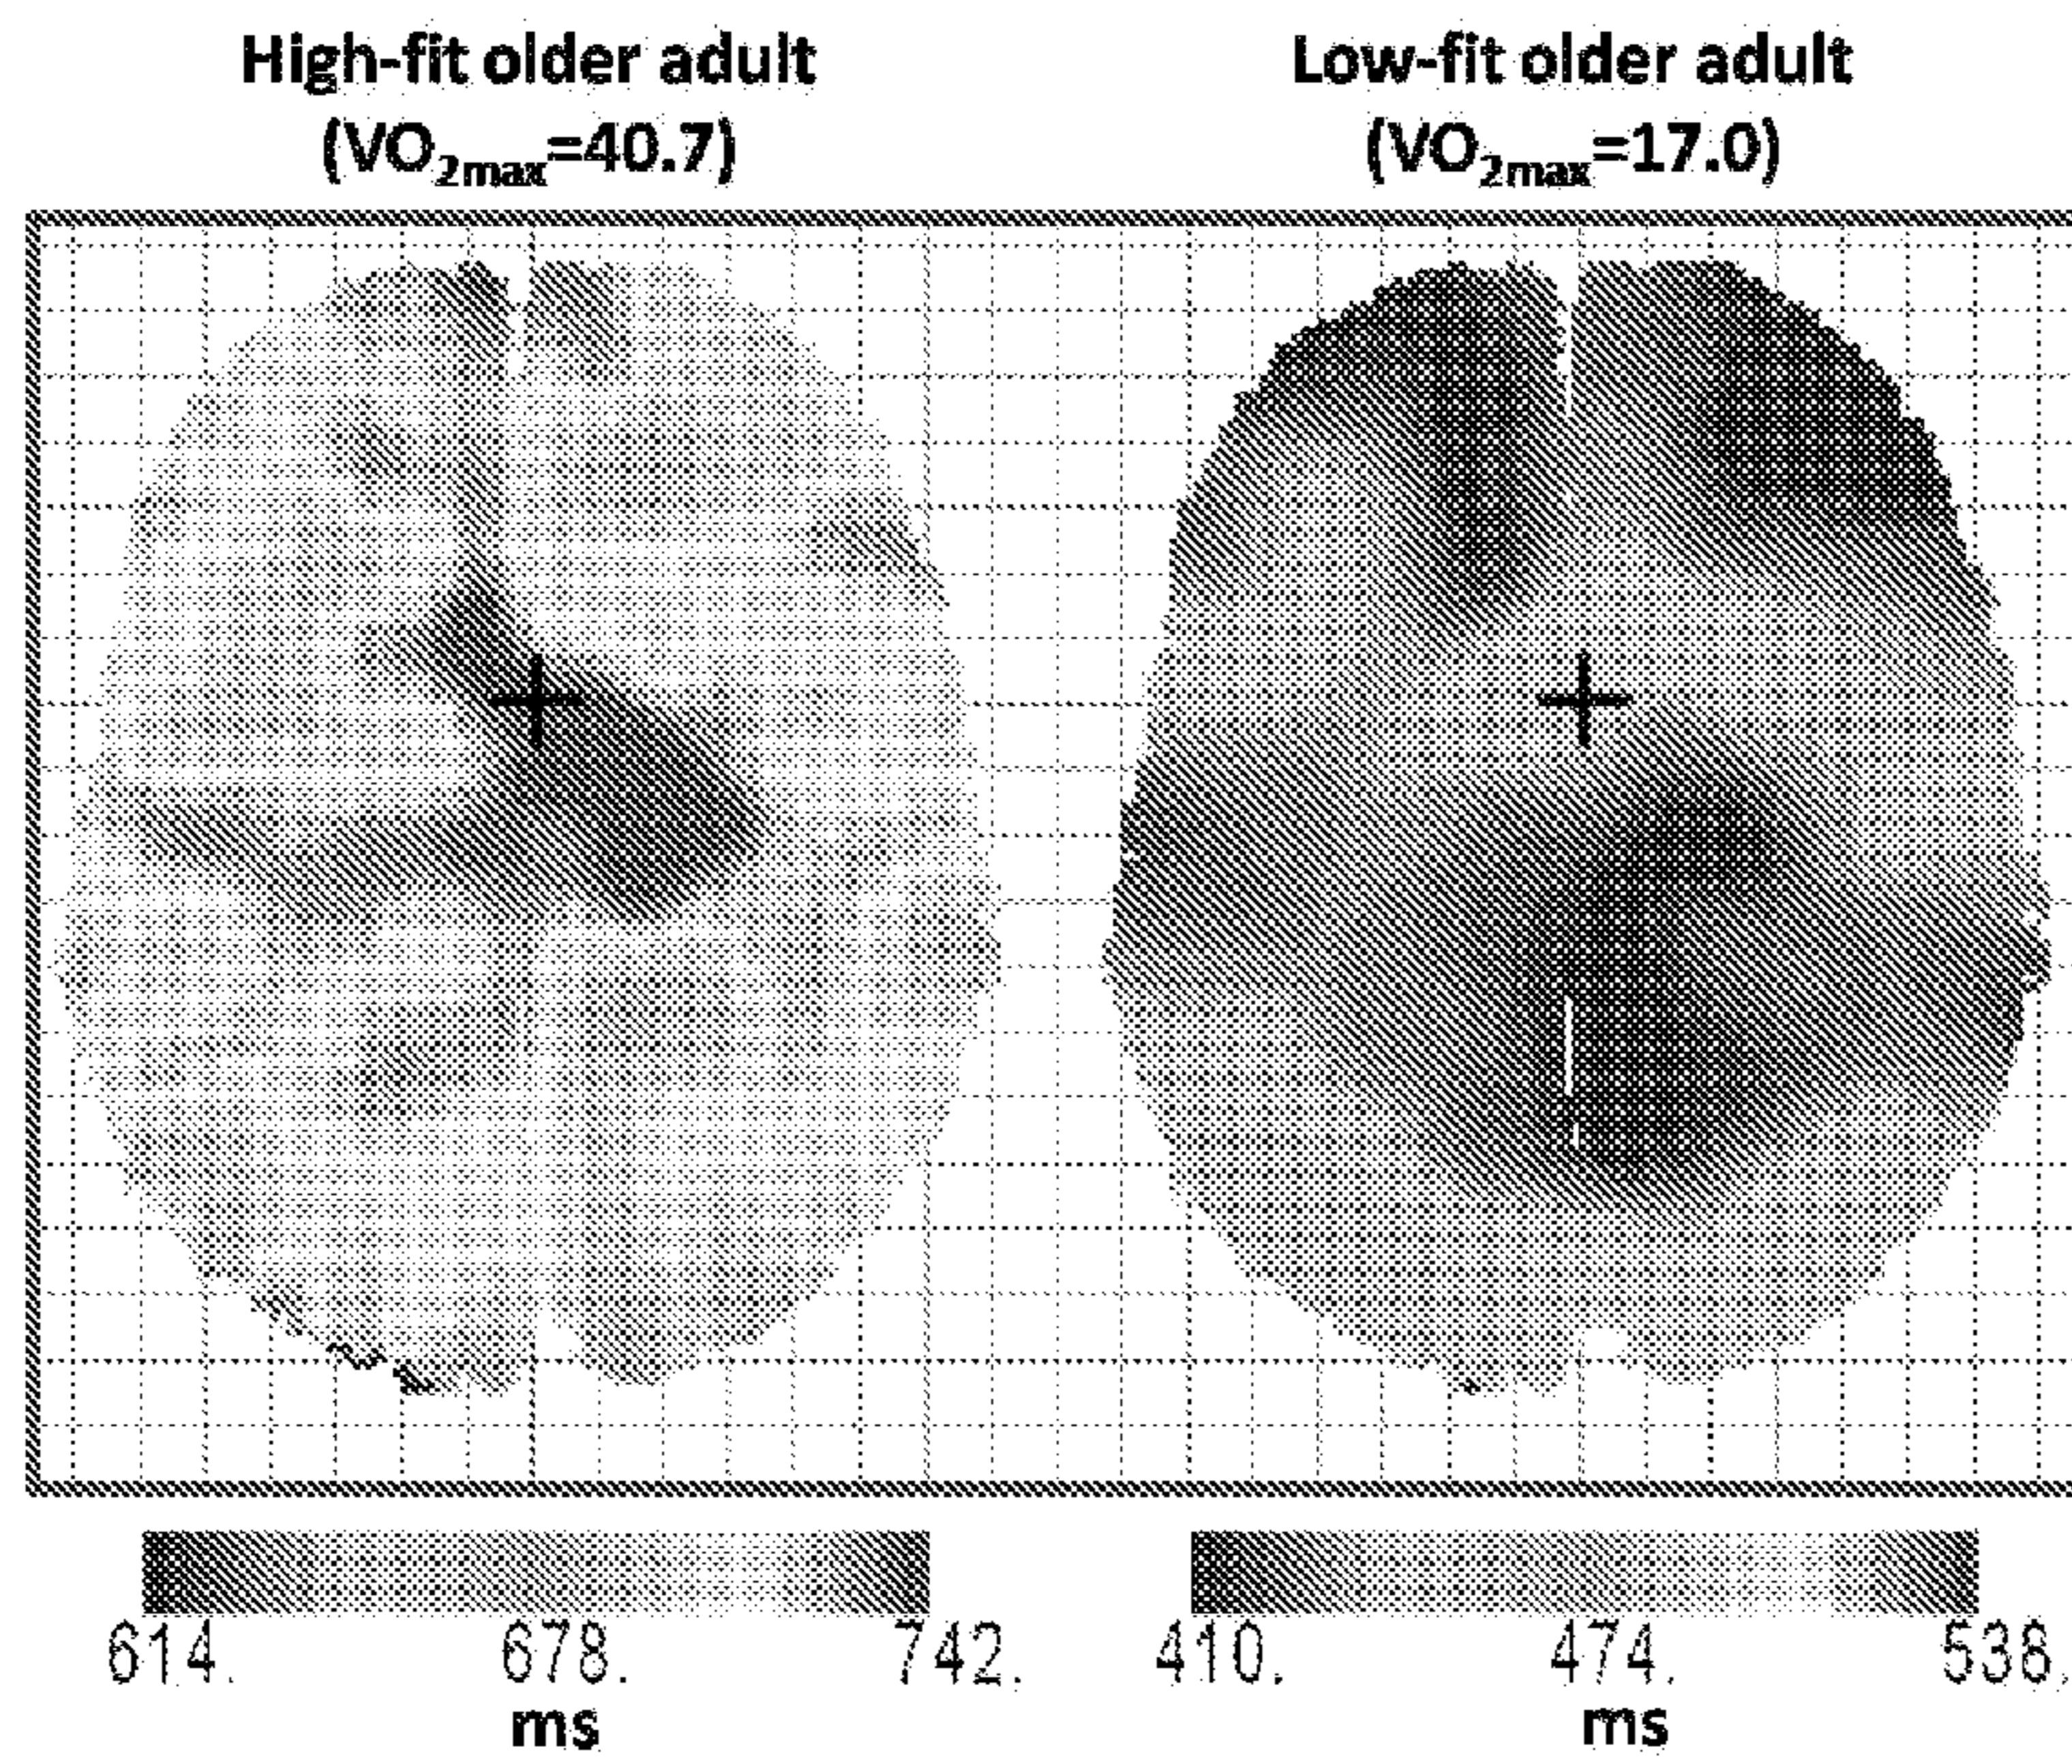 High-fit older adult
(VO2max=40.7)
Low-fit older adult
(VO2max=17.0)
614. 678. 742.
ms
410. 474. 538.
ms